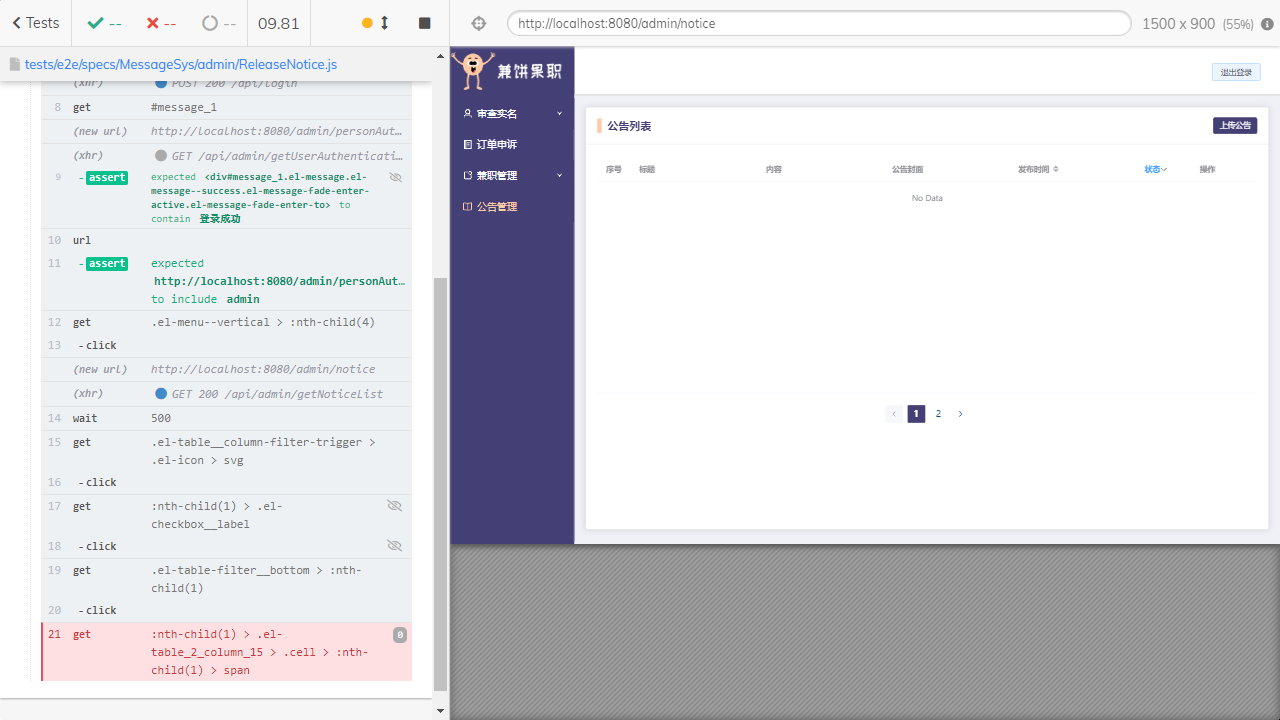 Tests
--
--
--
09.81
http://localhost:8080/admin/notice
1500 x 900 (55%)
tests/e2e/specs/MessageSys/admin/ReleaseNotice.js
(xhr) POST 200 /api/login
8 get #message_1
(new url) http://localhost:8080/admin/personAut…
(xhr) GET /api/admin/getUserAuthenticati…
9 -assert expected <div#message_1.el-message.el-
message--success.el-message-fade-enter-
active.el-message-fade-enter-to> to
contain 登录成功
10 url
11 -assert expected
http://localhost:8080/admin/personAut…
to include admin
12 get .el-menu--vertical > :nth-child(4)
13 -click
(new url) http://localhost:8080/admin/notice
(xhr) GET 200 /api/admin/getNoticeList
14 wait 500
15 get .el-table__column-filter-trigger >
.el-icon > svg
16 -click
17 get :nth-child(1) > .el-
checkbox__label
18 -click
19 get .el-table-filter__bottom > :nth-
child(1)
20 -click
21 get :nth-child(1) > .el-
table_2_column_15 > .cell > :nth-
child(1) > span
0
兼饼果职
审查实名
订单申诉
兼职管理
公告管理
退出登录
公告列表
上传公告
序号 标题 内容 公告封面 发布时间 状态 操作
No Data
1 2